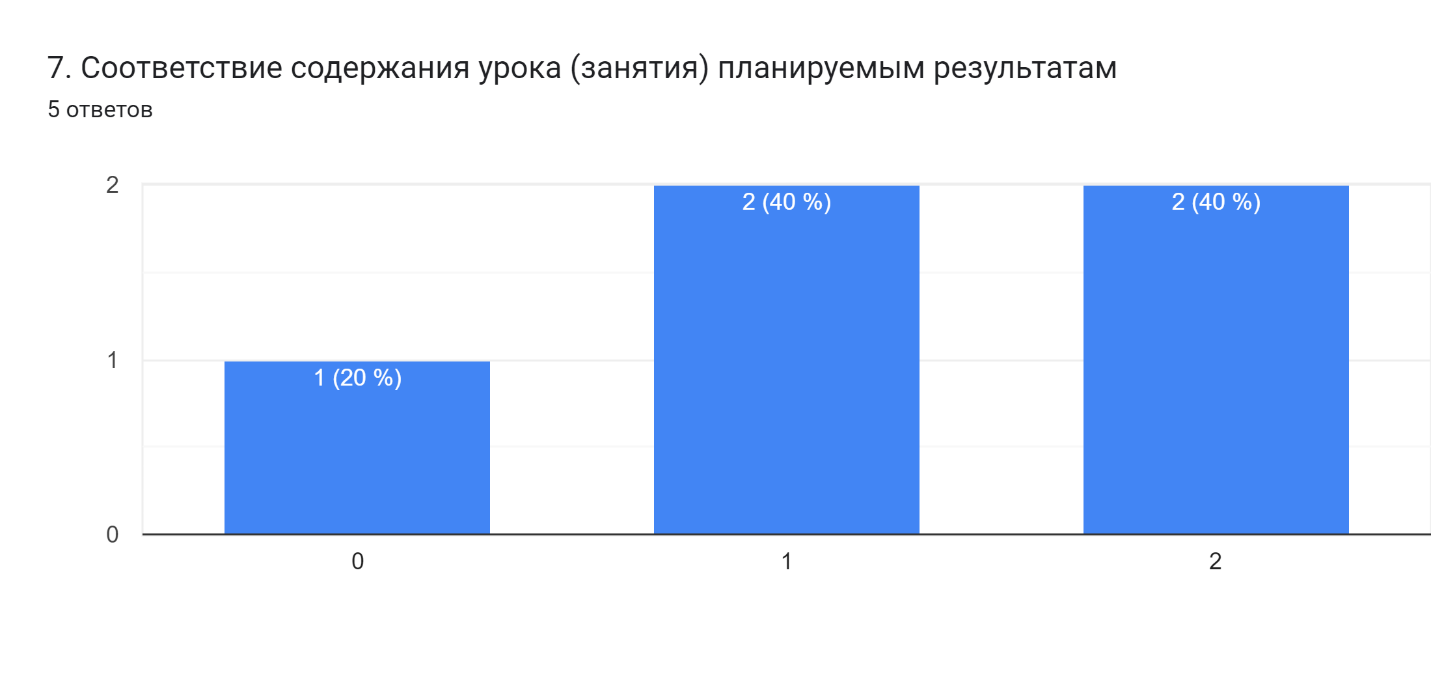 7. Соответствие содержания урока (занятия) планируемым результатам
5 ответов
2
1
0
1 (20 %)
2 (40 %)
2 (40 %)
0
1
2